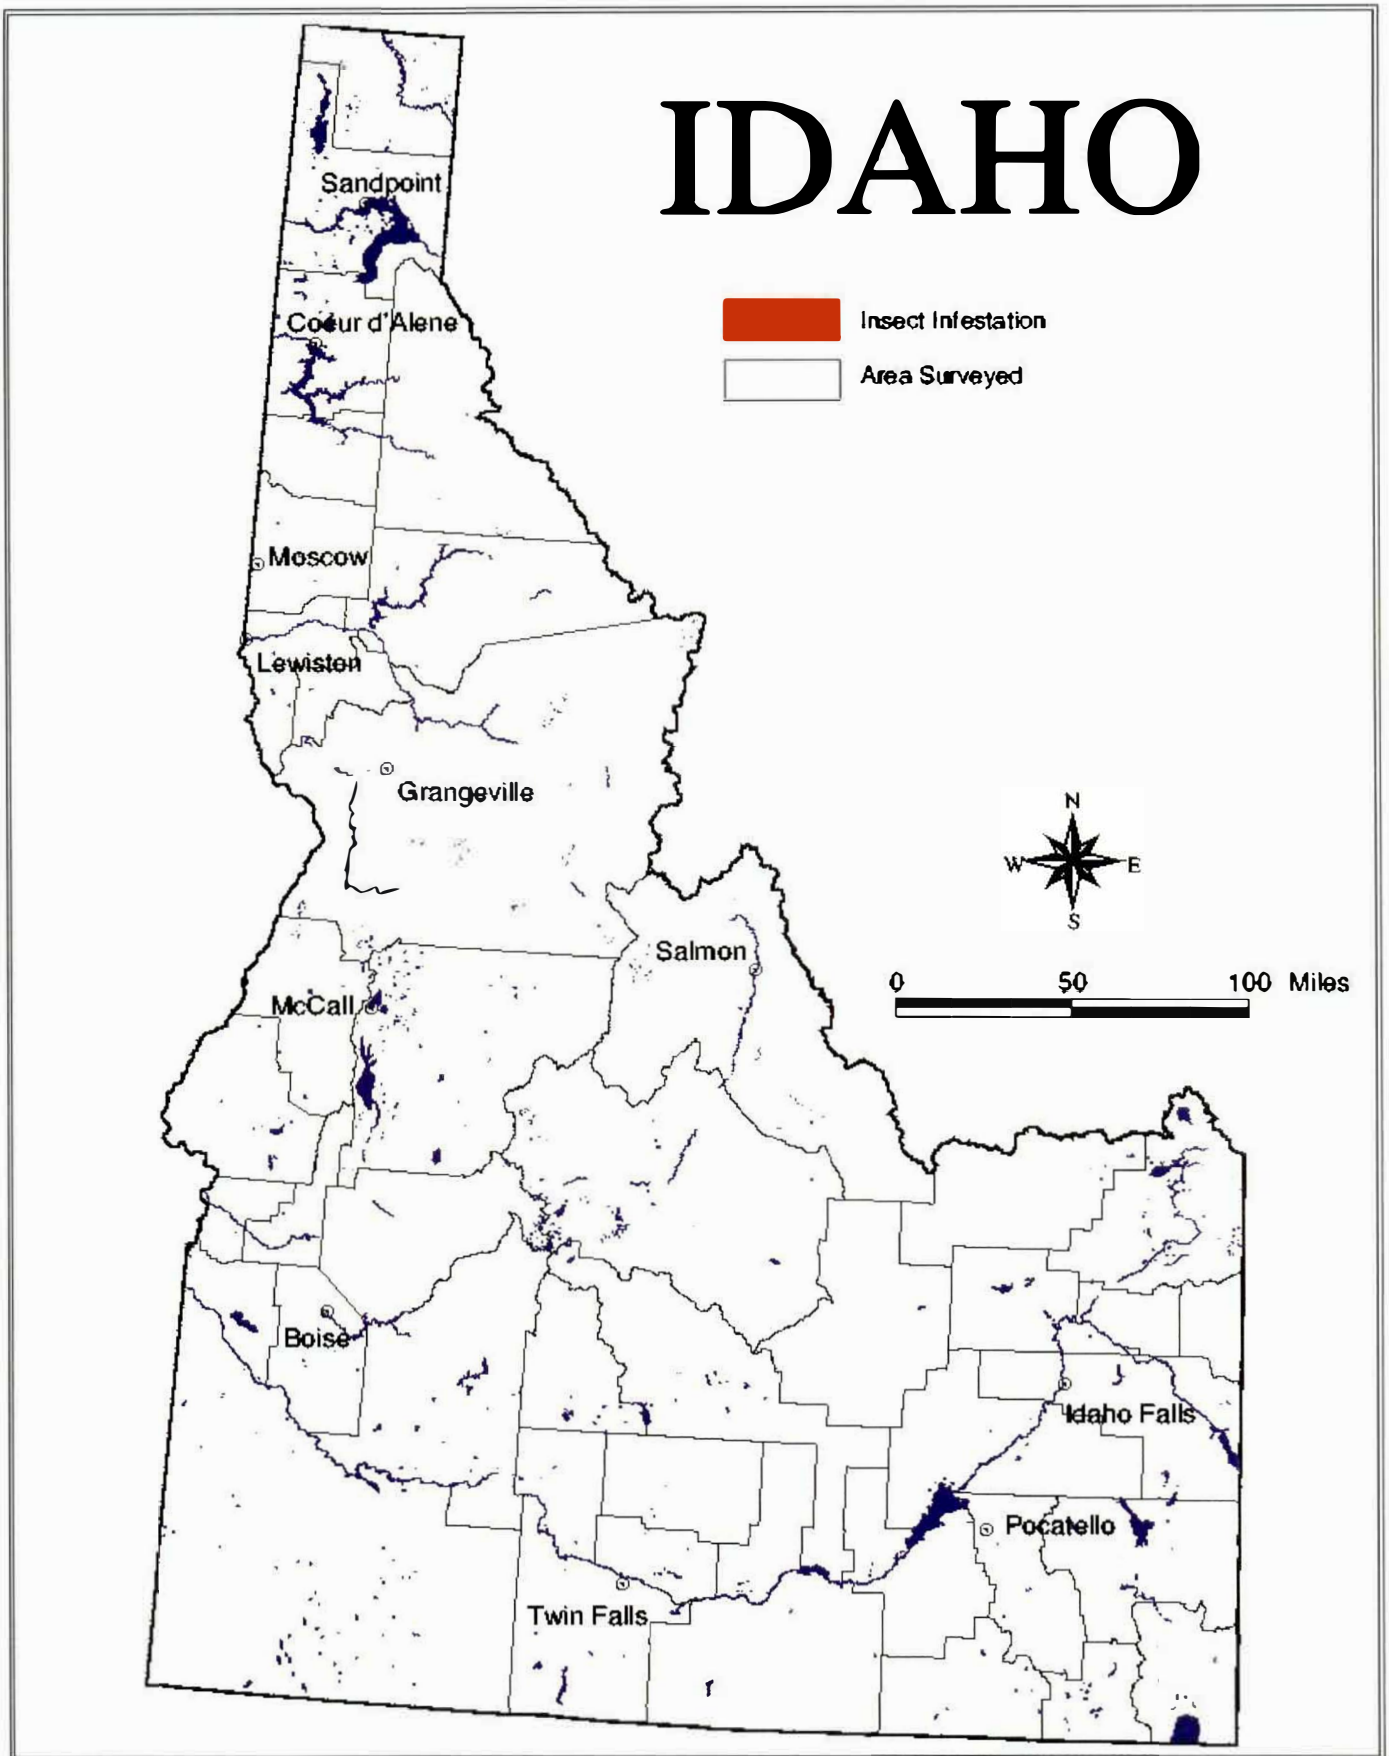 IDAHO
Insect Infestation
Area Surveyed
Sandpoint
Coeur d'Alene
Moscow
Lewiston
Grangeville
N
W E
S
Salmon
0 50 100 Miles
McCall
Boise
Idaho Falls
Pocatello
Twin Falls